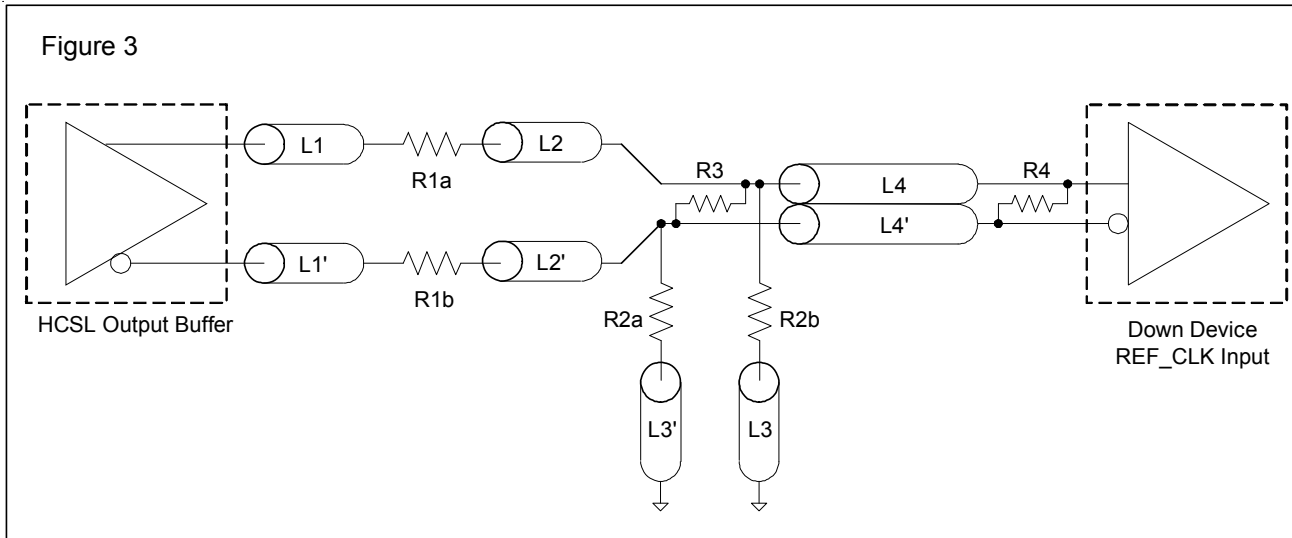 Figure 3
L1
R1a
L2
R3
L4
R4
L1'
R1b
L2'
L4'
HCSL Output Buffer
R2a
R2b
Down Device
REF_CLK Input
L3'
L3